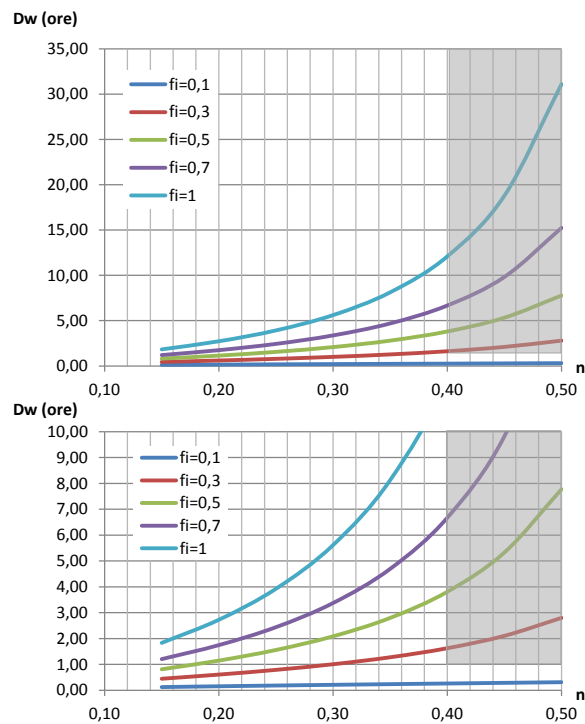 Dw (ore)
35,00
30,00
25,00
20,00
15,00
10,00
5,00
0,00
fi=0,1
fi=0,3
fi=0,5
fi=0,7
fi=1
0,10 0,20 0,30 0,40 0,50
n
Dw (ore)
10,00
9,00
8,00
7,00
6,00
5,00
4,00
3,00
2,00
1,00
0,00
fi=0,1
fi=0,3
fi=0,5
fi=0,7
fi=1
0,10 0,20 0,30 0,40 0,50
n